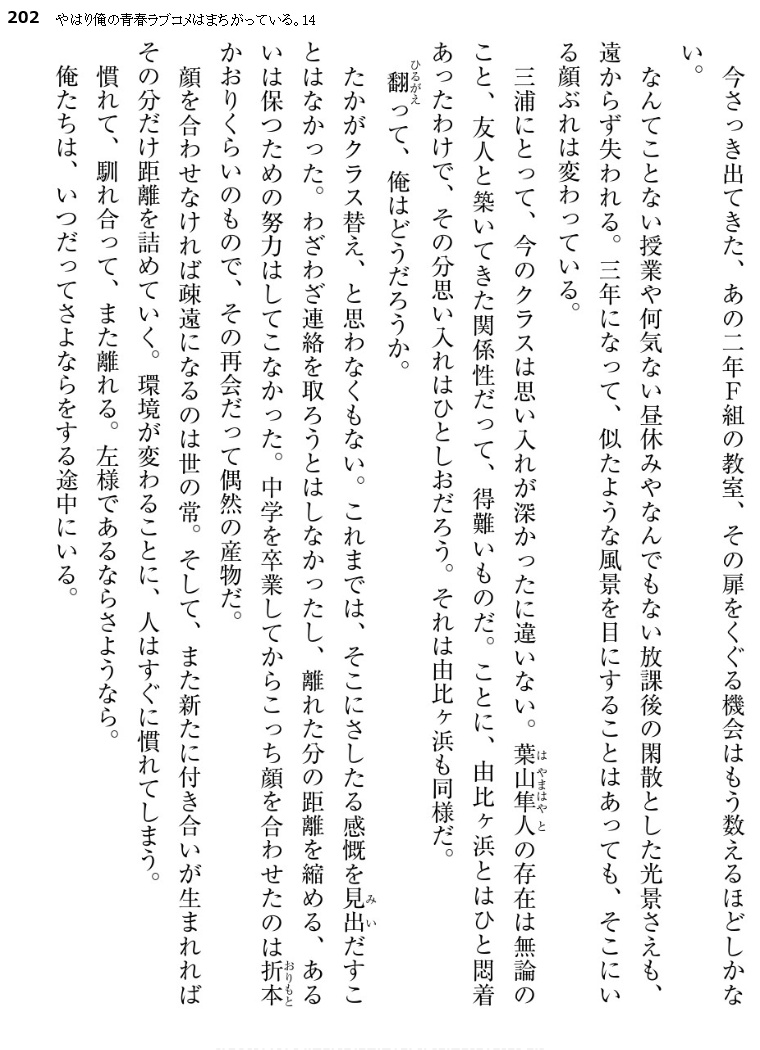 202 やはり俺の青春ラブコメはまちがっている。14
今さっき出てきた、あの二年F組の教室、その扉をくぐる機会はもう数えるほどしかな
い。
なんてことない授業や何気ない昼休みやなんでもない放課後の閑散とした光景さえも、
遠からず失われる。三年になって、似たような風景を目にすることはあっても、そこにい
る顔ぶれは変わっている。
三浦にとって、今のクラスは思い入れが深かったに違いない。葉山隼人の存在は無論の
こと、友人と築いてきた関係性だって、得難いものだ。ことに、由比ヶ浜とはひと悶着
あったわけで、その分思い入れはひとしおだろう。それは由比ヶ浜も同様だ。
翻って、俺はどうだろうか。
たかがクラス替え、と思わなくもない。これまでは、そこにさしたる感慨を見出だすこ
とはなかった。わざわざ連絡を取ろうとはしなかったし、離れた分の距離を縮める、ある
いは保つための努力はしてこなかった。中学を卒業してからこっち顔を合わせたのは折本
かおりくらいのもので、その再会だって偶然の産物だ。
顔を合わせなければ疎遠になるのは世の常。そして、また新たに付き合いが生まれれば
その分だけ距離を詰めていく。環境が変わることに、人はすぐに慣れてしまう。
慣れて、馴れ合って、また離れる。左様であるならさようなら。
俺たちは、いつだってさよならをする途中にいる。